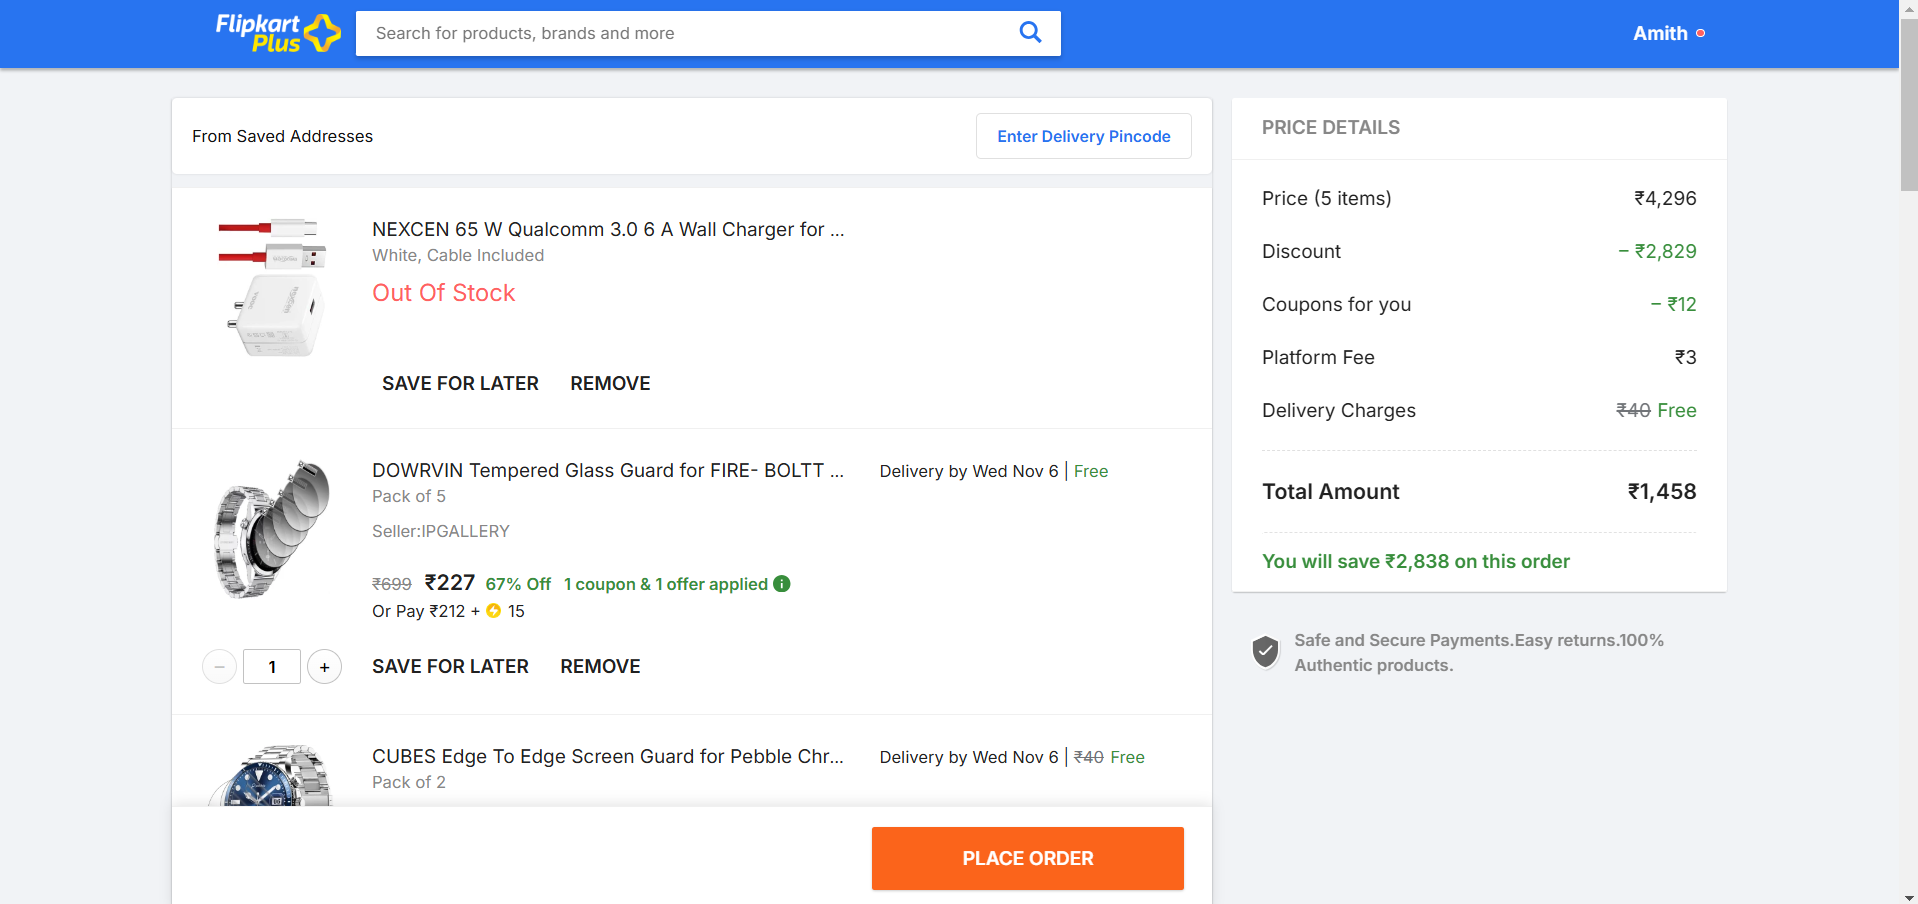 Flipkart
Plus
Search for products, brands and more
Amith
From Saved Addresses
Enter Delivery Pincode
NEXCEN 65 W Qualcomm 3.0 6 A Wall Charger for ...
White, Cable Included
Out Of Stock
SAVE FOR LATER REMOVE
DOWRVIN Tempered Glass Guard for FIRE- BOLTT ...
Pack of 5
Seller:IPGALLERY
₹699 ₹227 67% Off 1 coupon & 1 offer applied
Or Pay ₹212 + 15
Delivery by Wed Nov 6 | Free
− 1 +
SAVE FOR LATER REMOVE
CUBES Edge To Edge Screen Guard for Pebble Chr...
Pack of 2
Delivery by Wed Nov 6 | ₹40 Free
PLACE ORDER
PRICE DETAILS
Price (5 items) ₹4,296
Discount − ₹2,829
Coupons for you − ₹12
Platform Fee ₹3
Delivery Charges ₹40 Free
Total Amount ₹1,458
You will save ₹2,838 on this order
Safe and Secure Payments.Easy returns.100%
Authentic products.